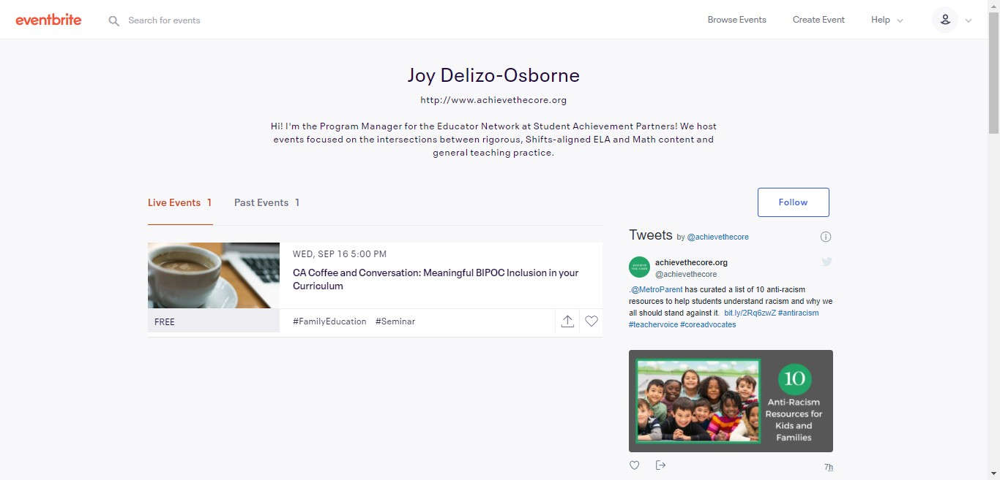 eventbrite
Search for events
Browse Events
Create Event
Help
Joy Delizo-Osborne
http://www.achievethecore.org
Hi! I'm the Program Manager for the Educator Network at Student Achievement Partners! We host
events focused on the intersections between rigorous, Shifts-aligned ELA and Math content and
general teaching practice.
Live Events 1
Past Events 1
Follow
WED, SEP 16 5:00 PM
CA Coffee and Conversation: Meaningful BIPOC Inclusion in your
Curriculum
FREE
#FamilyEducation #Seminar
Tweets by @achievethecore
ACHIEVE
THE CORE
achievethecore.org
@achievethecore
.@MetroParent has curated a list of 10 anti-racism
resources to help students understand racism and why we
all should stand against it. bit.ly/2Rq6zwZ #antiracism
#teachervoice #coreadvocates
10
Anti-Racism
Resources for
Kids and
Families
7h